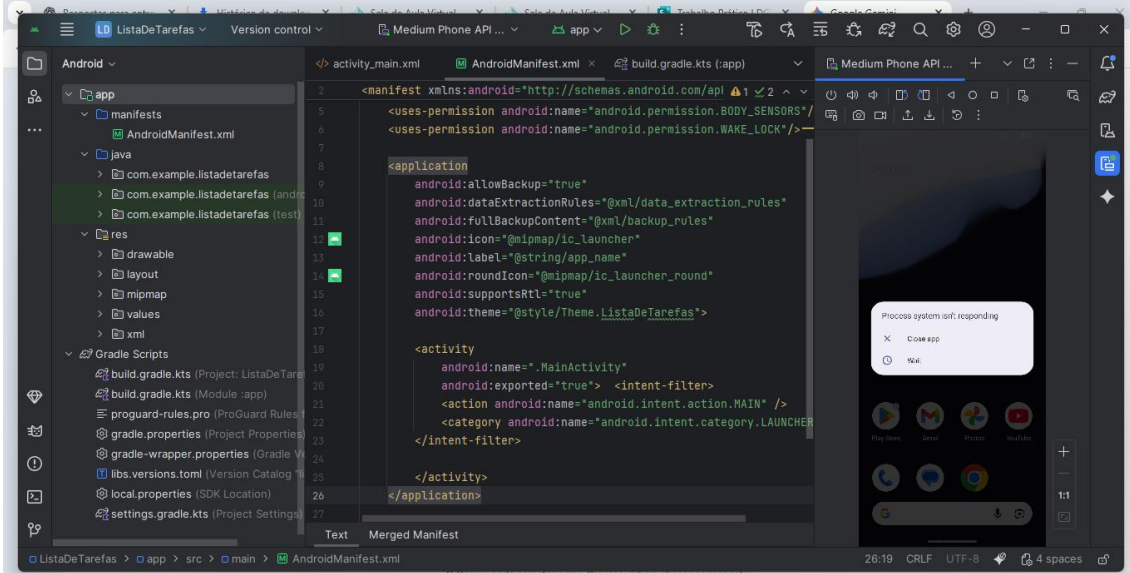 ListaDeTarefas
Version control
Medium Phone API ...
app
Android
activity_main.xml
AndroidManifest.xml
build.gradle.kts (:app)
Medium Phone API ...
app
manifests
AndroidManifest.xml
java
com.example.listadetarefas
com.example.listadetarefas (andro
com.example.listadetarefas (test)
res
drawable
layout
mipmap
values
xml
Gradle Scripts
build.gradle.kts (Project: ListaDeTare
build.gradle.kts (Module :app)
proguard-rules.pro (ProGuard Rules f
gradle.properties (Project Properties)
gradle-wrapper.properties (Gradle Ve
libs.versions.toml (Version Catalog "li
local.properties (SDK Location)
settings.gradle.kts (Project Settings)
2 <manifest xmlns:android="http://schemas.android.com/apl 1 2
5 <uses-permission android:name="android.permission.BODY_SENSORS"/
6 <uses-permission android:name="android.permission.WAKE_LOCK"/>
7
8 <application
9 android:allowBackup="true"
10 android:dataExtractionRules="@xml/data_extraction_rules"
11 android:fullBackupContent="@xml/backup_rules"
12 android:icon="@mipmap/ic_launcher"
13 android:label="@string/app_name"
14 android:roundIcon="@mipmap/ic_launcher_round"
15 android:supportsRtl="true"
16 android:theme="@style/Theme.ListaDeTarefas">
17
18 <activity
19 android:name=".MainActivity"
20 android:exported="true"> <intent-filter>
21 <action android:name="android.intent.action.MAIN" />
22 <category android:name="android.intent.category.LAUNCHER
23 </intent-filter>
24
25 </activity>
26 </application>
27
Text Merged Manifest
Process system isn't responding
Close app
Wait
Play Store Gmail Photos YouTube
1:1
ListaDeTarefas > app > src > main > AndroidManifest.xml
26:19 CRLF UTF-8 4 spaces